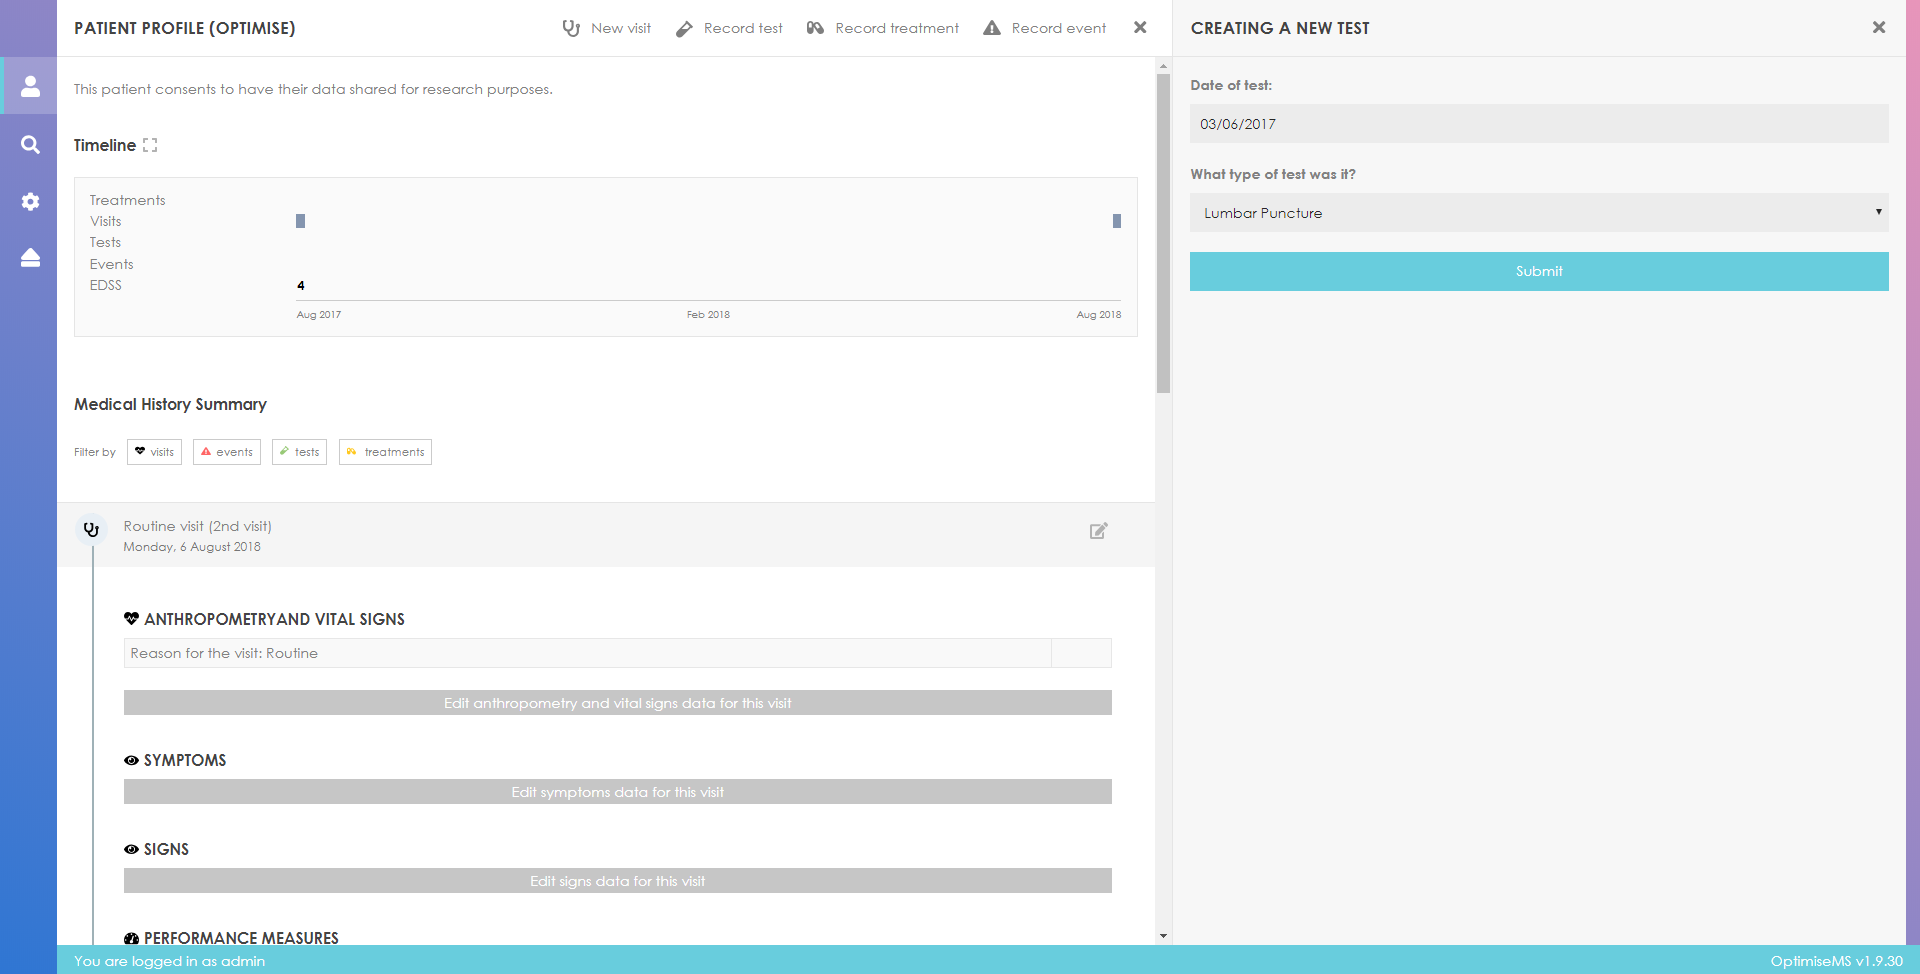 PATIENT PROFILE (OPTIMISE)
New visit
Record test
Record treatment
Record event
This patient consents to have their data shared for research purposes.
Timeline
Treatments
Visits
Tests
Events
EDSS
4
Aug 2017
Feb 2018
Aug 2018
Medical History Summary
Filter by
visits
events
tests
treatments
Routine visit (2nd visit)
Monday, 6 August 2018
ANTHROPOMETRYAND VITAL SIGNS
Reason for the visit: Routine
Edit anthropometry and vital signs data for this visit
SYMPTOMS
Edit symptoms data for this visit
SIGNS
Edit signs data for this visit
PERFORMANCE MEASURES
CREATING A NEW TEST
Date of test:
03/06/2017
What type of test was it?
Lumbar Puncture
Submit
You are logged in as admin
OptimiseMS v1.9.30